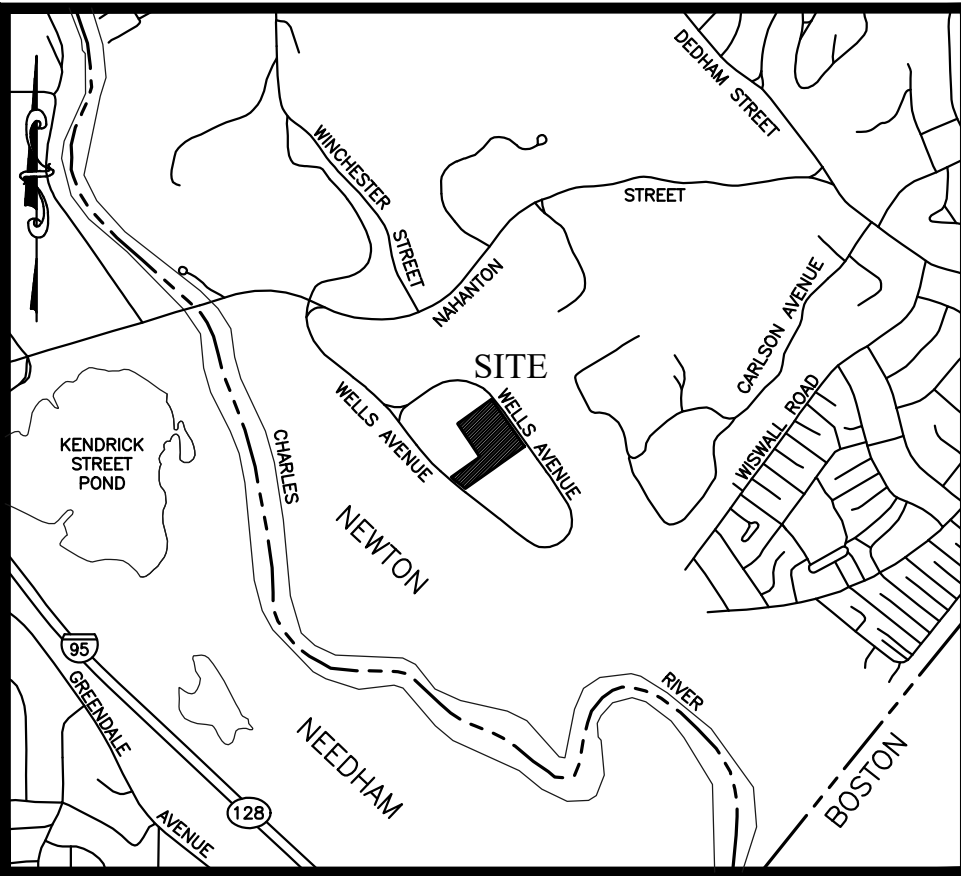 DEDHAM STREET
WINCHESTER
STREET
STREET
NAHANTON
CARLSON AVENUE
SITE
WELLS AVENUE
WELLS AVENUE
WISWALL ROAD
KENDRICK
STREET
POND
CHARLES
NEWTON
95
GREENDALE
AVENUE
RIVER
NEEDHAM
128
BOSTON